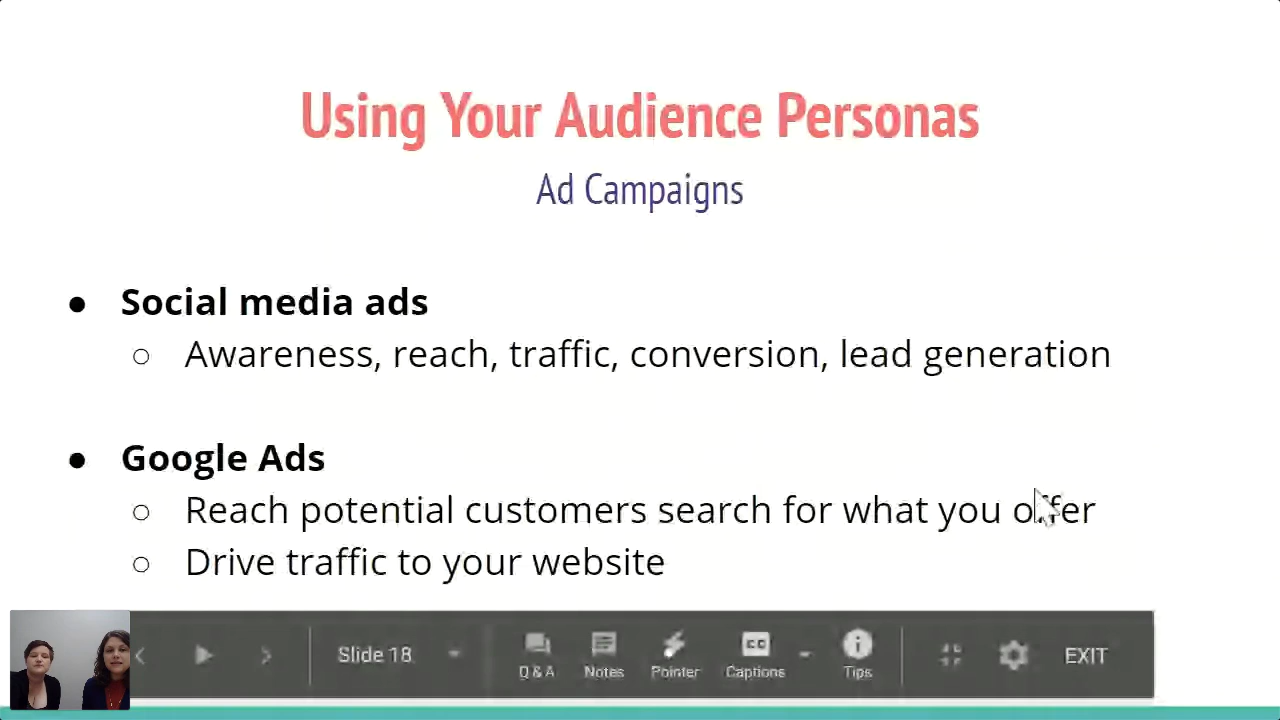 Using Your Audience Personas
Ad Campaigns
● Social media ads
○ Awareness, reach, traffic, conversion, lead generation
● Google Ads
○ Reach potential customers search for what you offer
○ Drive traffic to your website
Slide 18
Q & A
Notes
Pointer
CC
Captions
Tips
EXIT